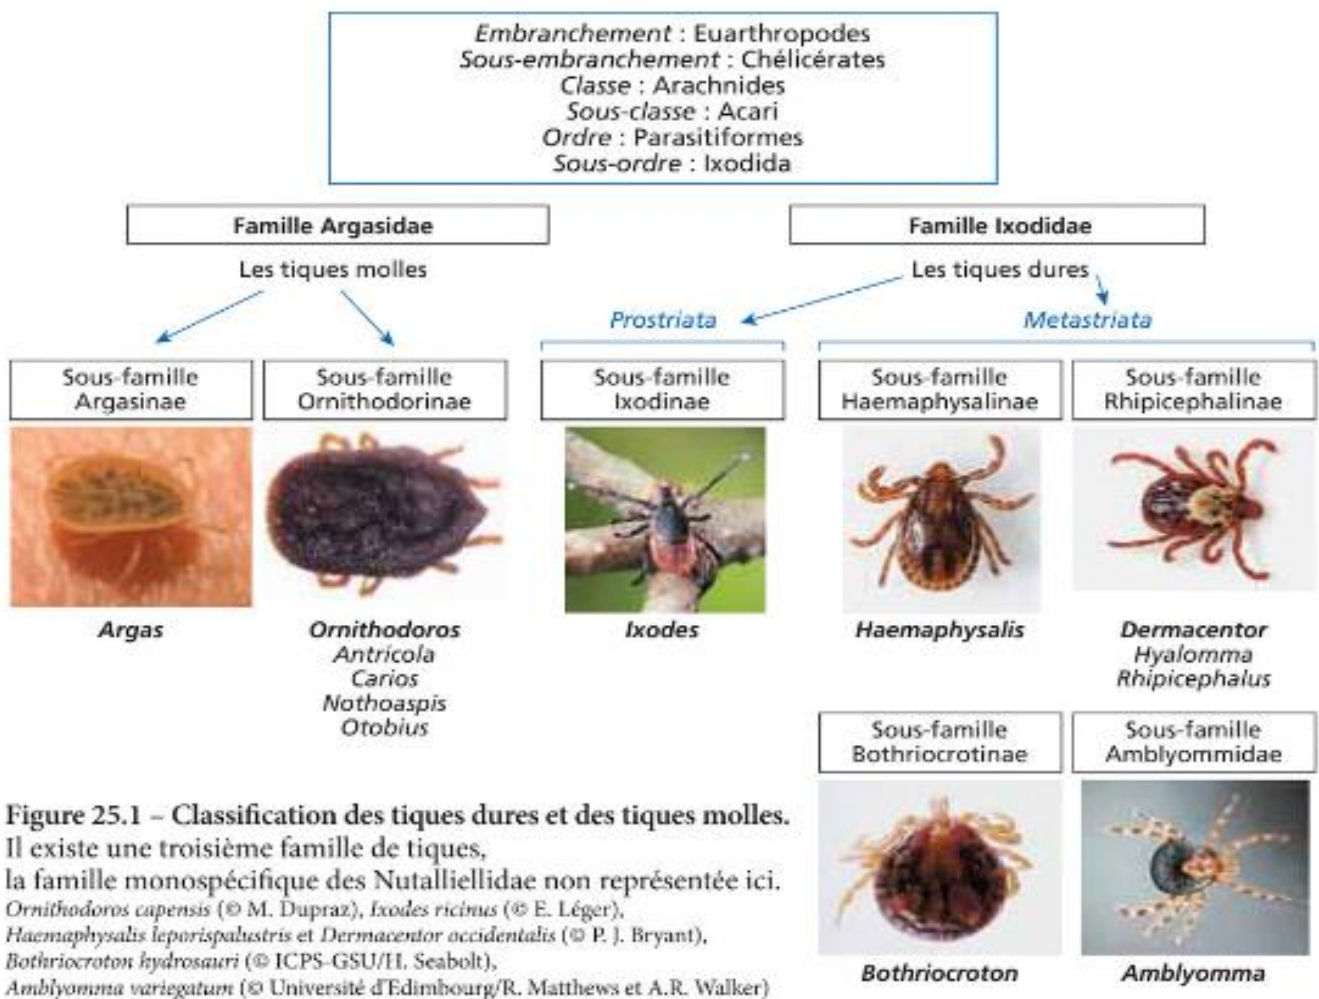 Embranchement : Euarthropodes
Sous-embranchement : Chélicérates
Classe : Arachnides
Sous-classe : Acari
Ordre : Parasitiformes
Sous-ordre : Ixodida
Famille Argasidae
Les tiques molles
Famille Ixodidae
Les tiques dures
Prostriata
Metastriata
Sous-famille
Argasinae
Argas
Sous-famille
Ornithodorinae
Ornithodoros
Antricola
Carios
Nothoaspis
Otobius
Sous-famille
Ixodinae
Ixodes
Sous-famille
Haemaphysalinae
Haemaphysalis
Sous-famille
Rhipicephalinae
Dermacentor
Hyalomma
Rhipicephalus
Sous-famille
Bothriocrotinae
Bothriocroton
Sous-famille
Amblyommidae
Amblyomma
Figure 25.1 – Classification des tiques dures et des tiques molles.
Il existe une troisième famille de tiques,
la famille monospécifique des Nutalliellidae non représentée ici.
Ornithodoros capensis (© M. Dupraz), Ixodes ricinus (© E. Léger),
Haemaphysalis leporispalustris et Dermacentor occidentalis (© P. J. Bryant),
Bothriocroton hydrosauri (© ICPS-GSU/H. Seabolt),
Amblyomma variegatum (© Université d'Edimbourg/R. Matthews et A.R. Walker)